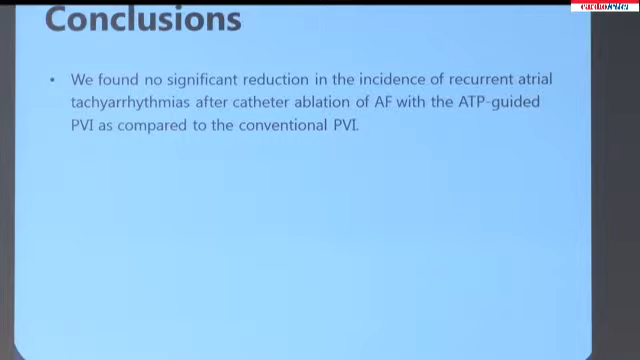 cardioletter
Conclusions
• We found no significant reduction in the incidence of recurrent atrial
tachyarrhythmias after catheter ablation of AF with the ATP-guided
PVI as compared to the conventional PVI.